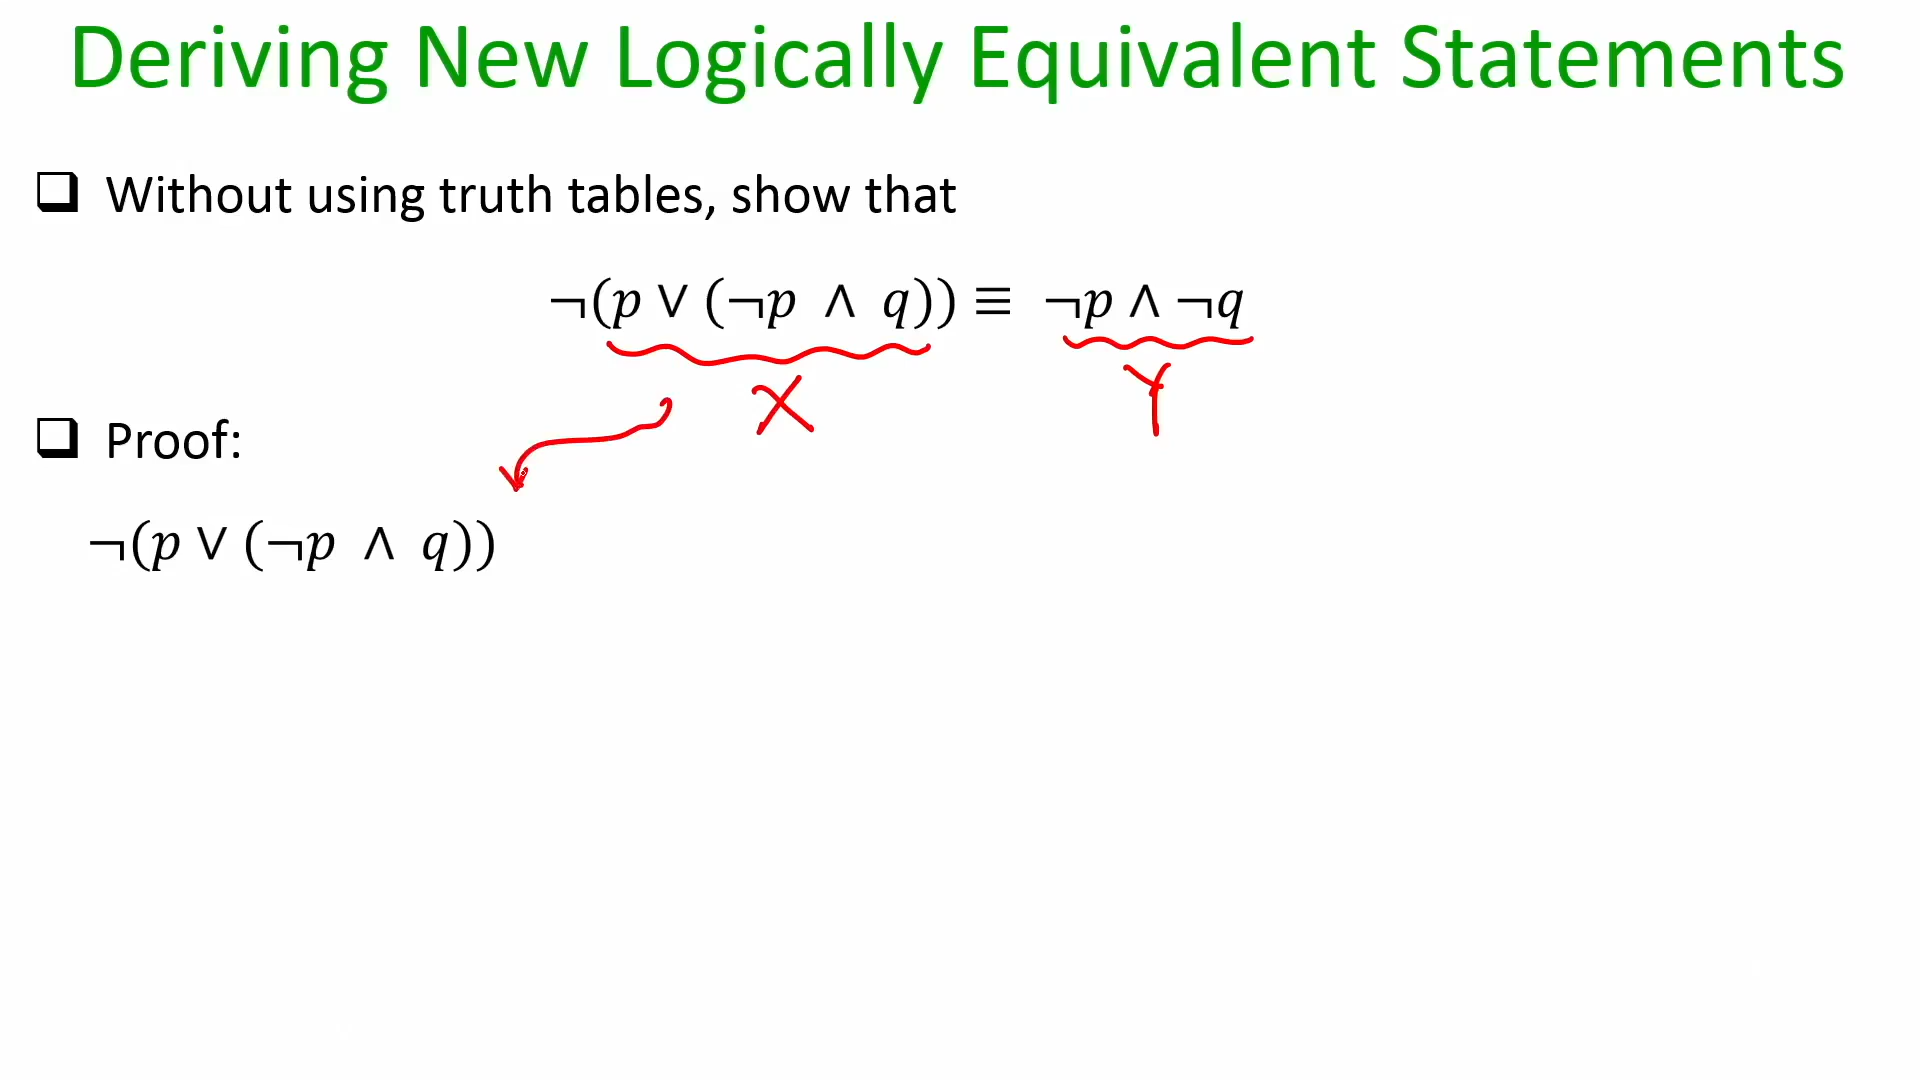 Deriving New Logically Equivalent Statements
❑ Without using truth tables, show that
¬(p ∨ (¬p ∧ q)) ≡ ¬p ∧ ¬q
X Y
❑ Proof:
¬(p ∨ (¬p ∧ q))